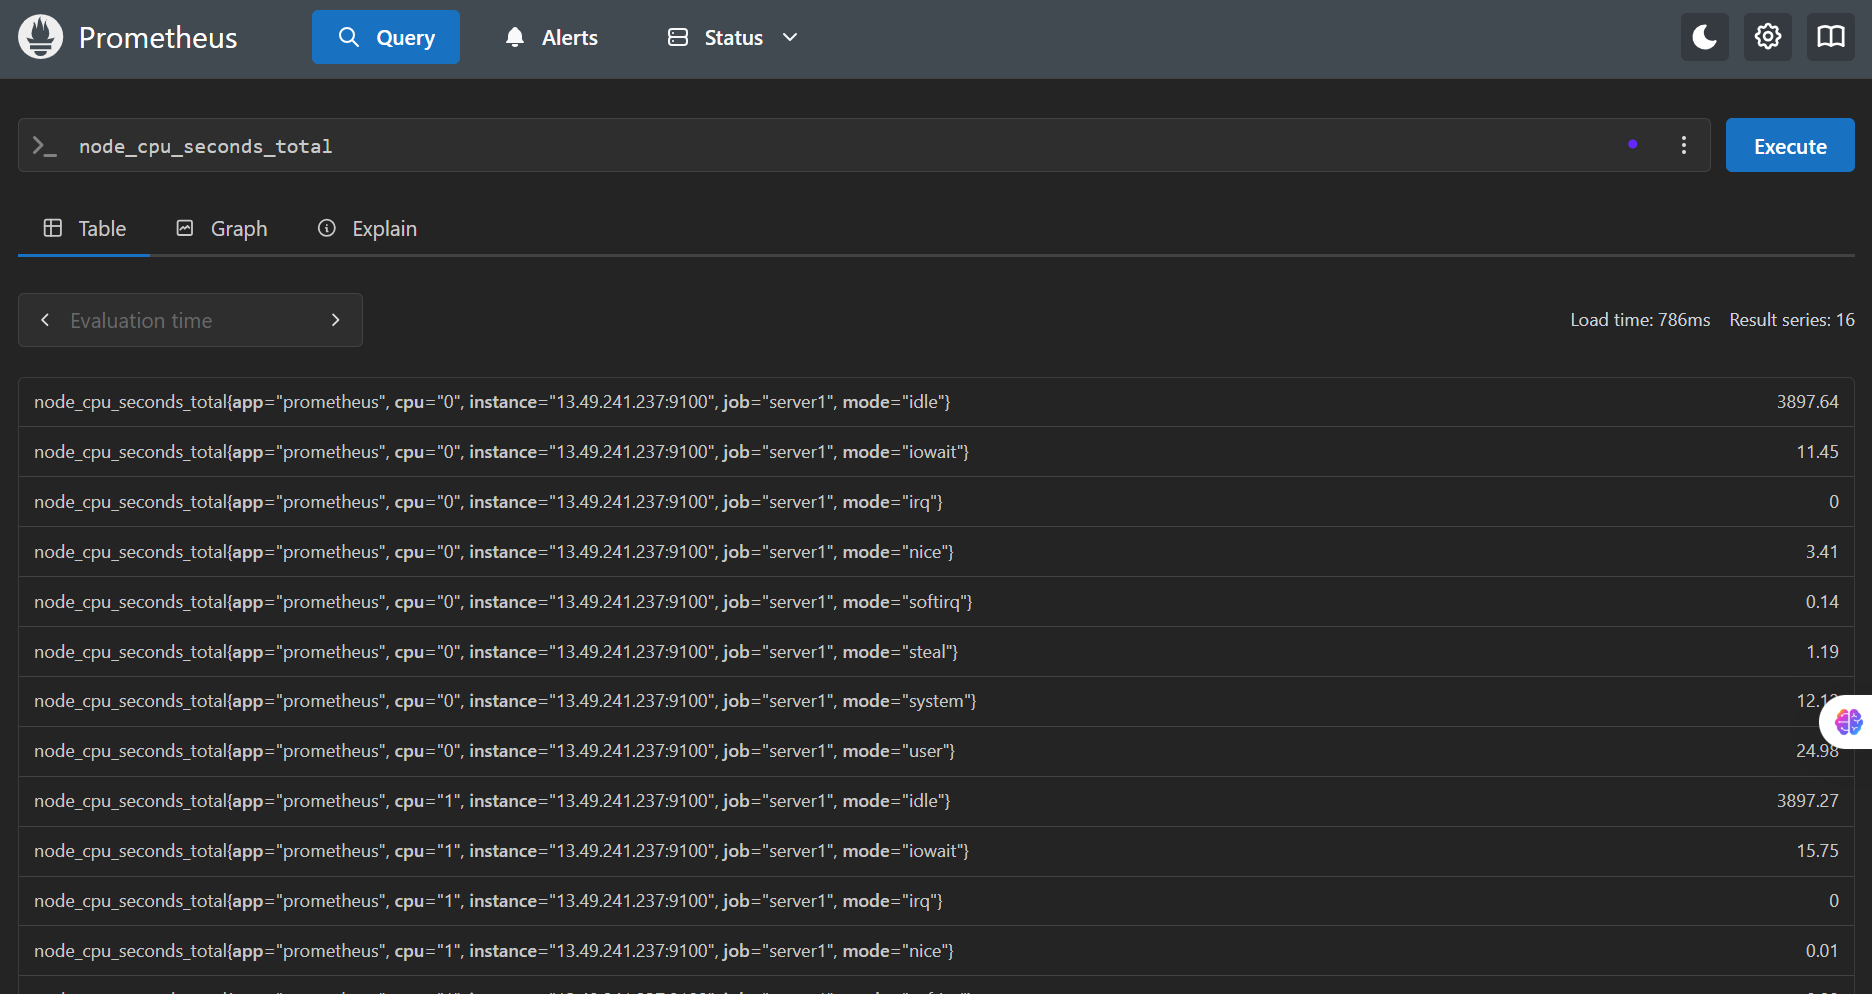 Prometheus Query Alerts Status
>_ node_cpu_seconds_total Execute
Table Graph Explain
Evaluation time Load time: 786ms Result series: 16
node_cpu_seconds_total{app="prometheus", cpu="0", instance="13.49.241.237:9100", job="server1", mode="idle"} 3897.64
node_cpu_seconds_total{app="prometheus", cpu="0", instance="13.49.241.237:9100", job="server1", mode="iowait"} 11.45
node_cpu_seconds_total{app="prometheus", cpu="0", instance="13.49.241.237:9100", job="server1", mode="irq"} 0
node_cpu_seconds_total{app="prometheus", cpu="0", instance="13.49.241.237:9100", job="server1", mode="nice"} 3.41
node_cpu_seconds_total{app="prometheus", cpu="0", instance="13.49.241.237:9100", job="server1", mode="softirq"} 0.14
node_cpu_seconds_total{app="prometheus", cpu="0", instance="13.49.241.237:9100", job="server1", mode="steal"} 1.19
node_cpu_seconds_total{app="prometheus", cpu="0", instance="13.49.241.237:9100", job="server1", mode="system"}
node_cpu_seconds_total{app="prometheus", cpu="0", instance="13.49.241.237:9100", job="server1", mode="user"} 24.98
node_cpu_seconds_total{app="prometheus", cpu="1", instance="13.49.241.237:9100", job="server1", mode="idle"} 3897.27
node_cpu_seconds_total{app="prometheus", cpu="1", instance="13.49.241.237:9100", job="server1", mode="iowait"} 15.75
node_cpu_seconds_total{app="prometheus", cpu="1", instance="13.49.241.237:9100", job="server1", mode="irq"} 0
node_cpu_seconds_total{app="prometheus", cpu="1", instance="13.49.241.237:9100", job="server1", mode="nice"} 0.01